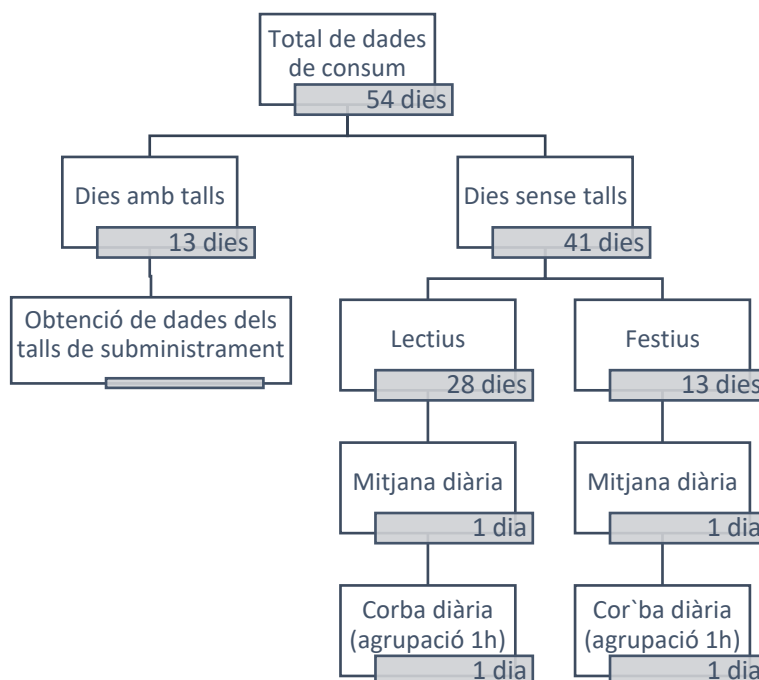 Total de dades
de consum
54 dies
Dies amb talls
13 dies
Dies sense talls
41 dies
Obtenció de dades dels
talls de subministrament
Lectius
28 dies
Festius
13 dies
Mitjana diària
1 dia
Mitjana diària
1 dia
Corba diària
(agrupació 1h)
1 dia
Cor`ba diària
(agrupació 1h)
1 dia